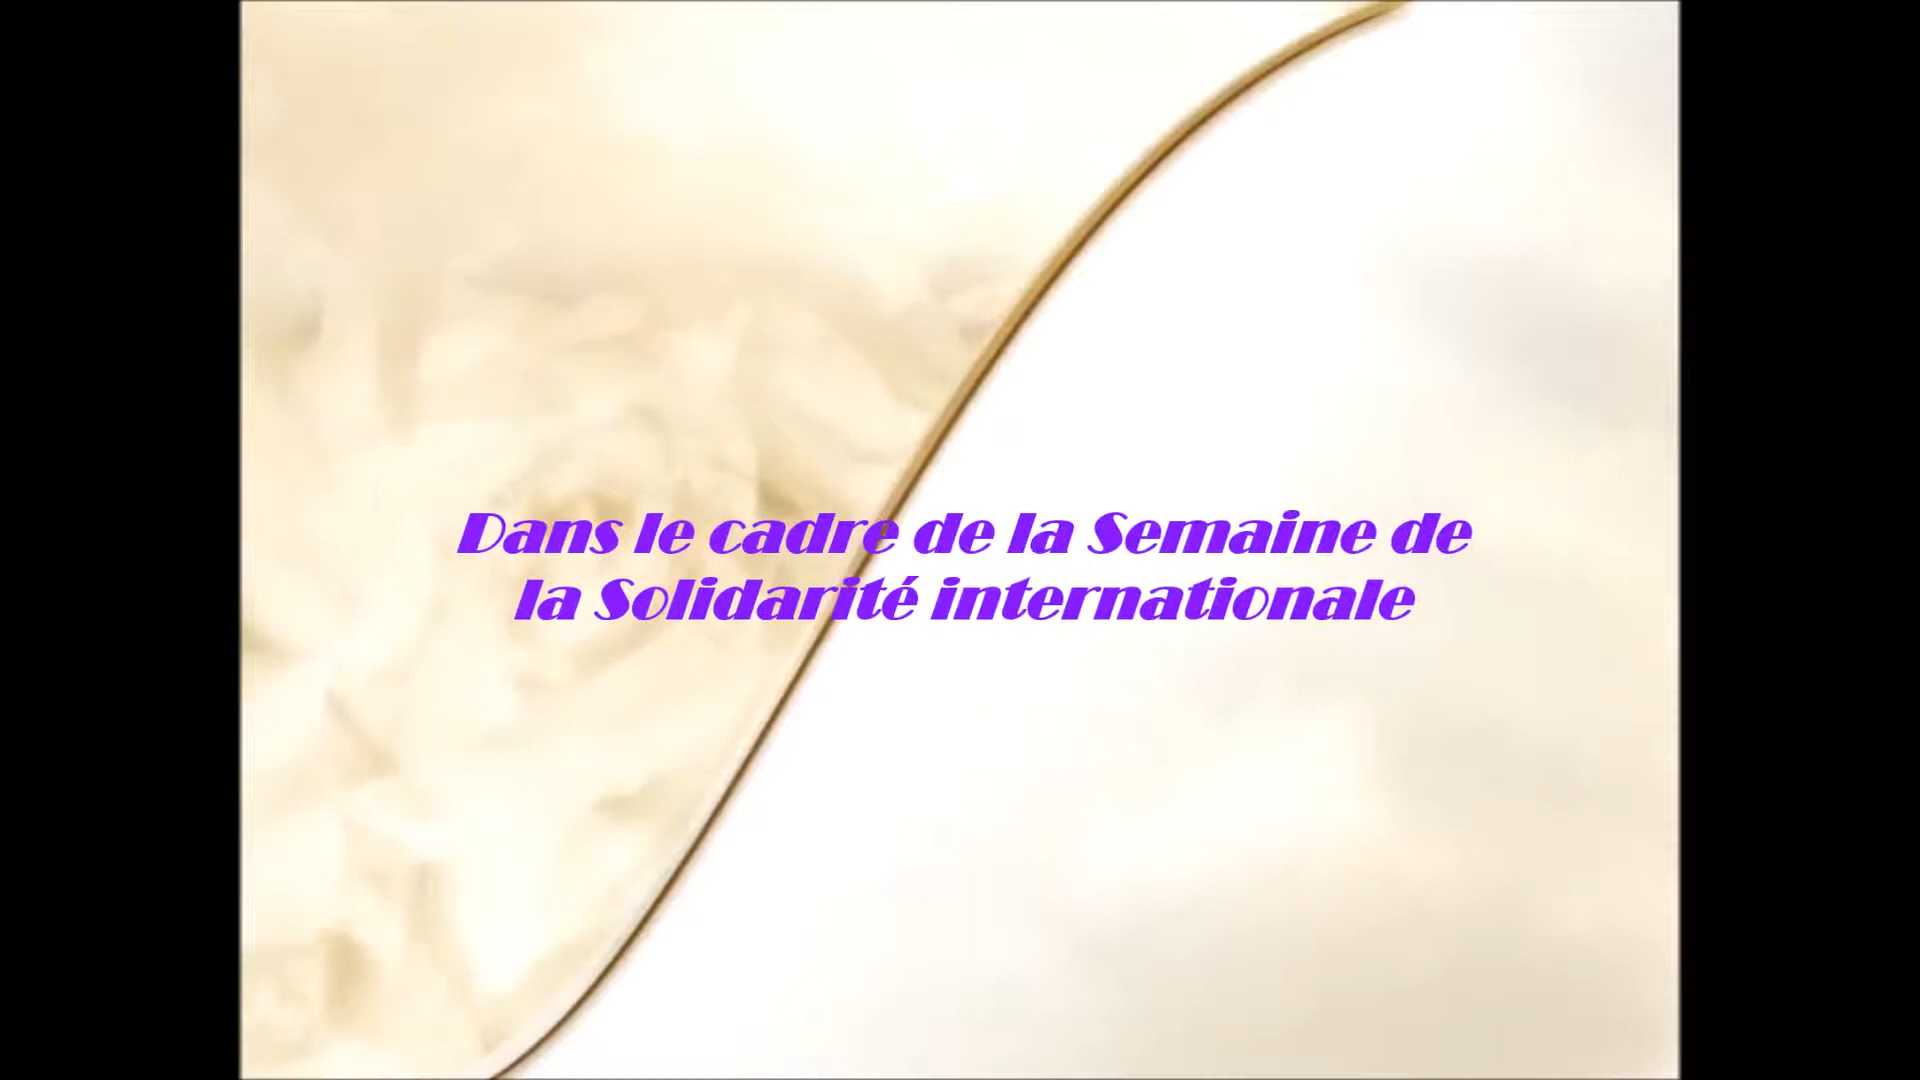 Dans le cadre de la Semaine de
la Solidarité internationale